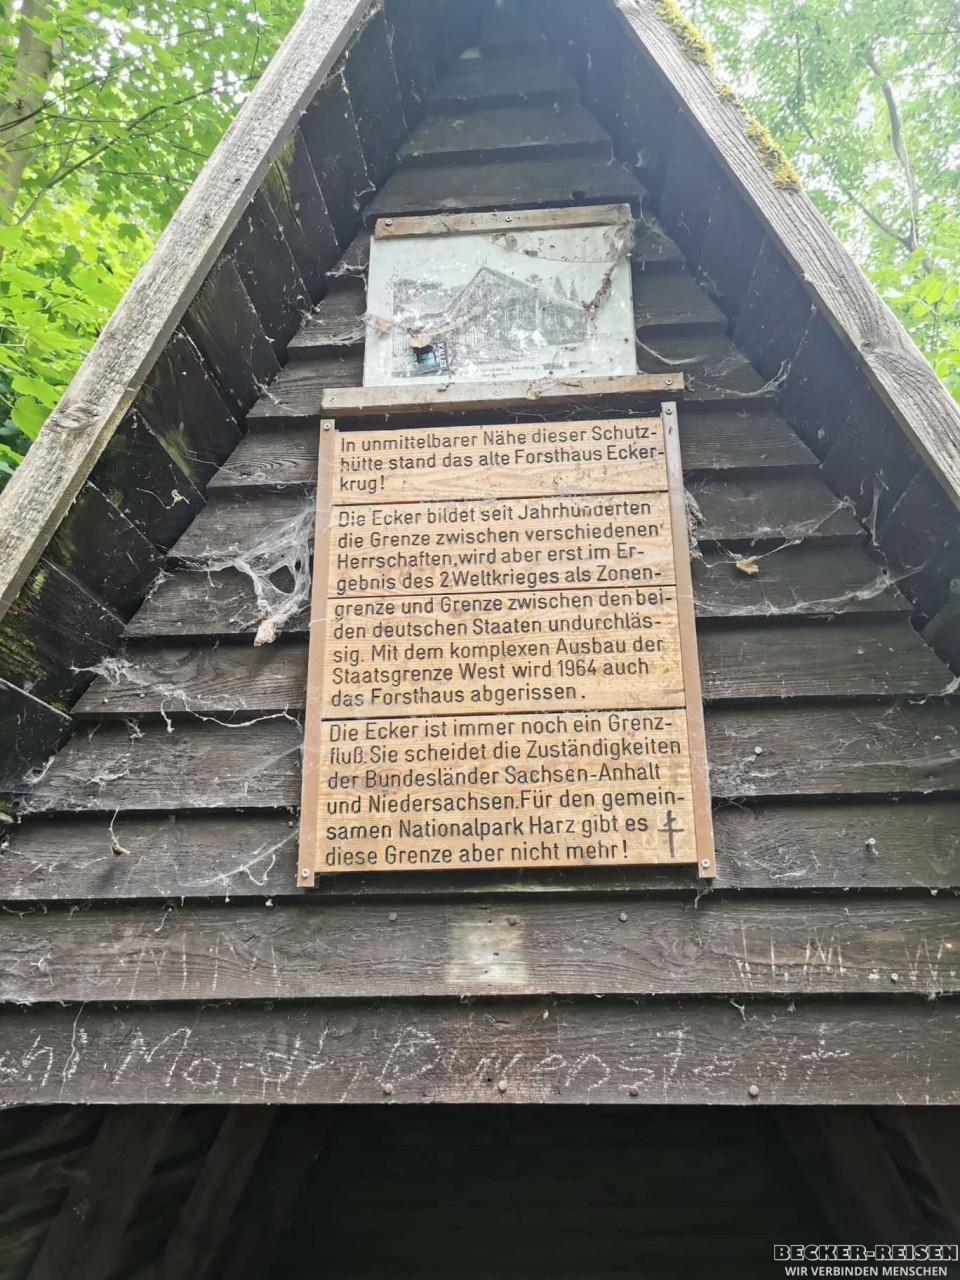 In unmittelbarer Nähe dieser Schutz-
hütte stand das alte Forsthaus Ecker-
krug!
Die Ecker bildet seit Jahrhunderten
die Grenze zwischen verschiedenen
Herrschaften, wird aber erst im Er-
gebnis des 2.Weltkrieges als Zonen-
grenze und Grenze zwischen den bei-
den deutschen Staaten undurchläs-
sig. Mit dem komplexen Ausbau der
Staatsgrenze West wird 1964 auch
das Forsthaus abgerissen.
Die Ecker ist immer noch ein Grenz-
fluß. Sie scheidet die Zuständigkeiten
der Bundesländer Sachsen-Anhalt
und Niedersachsen. Für den gemein-
samen Nationalpark Harz gibt es
diese Grenze aber nicht mehr!
BECKER-REISEN
WIR VERBINDEN MENSCHEN